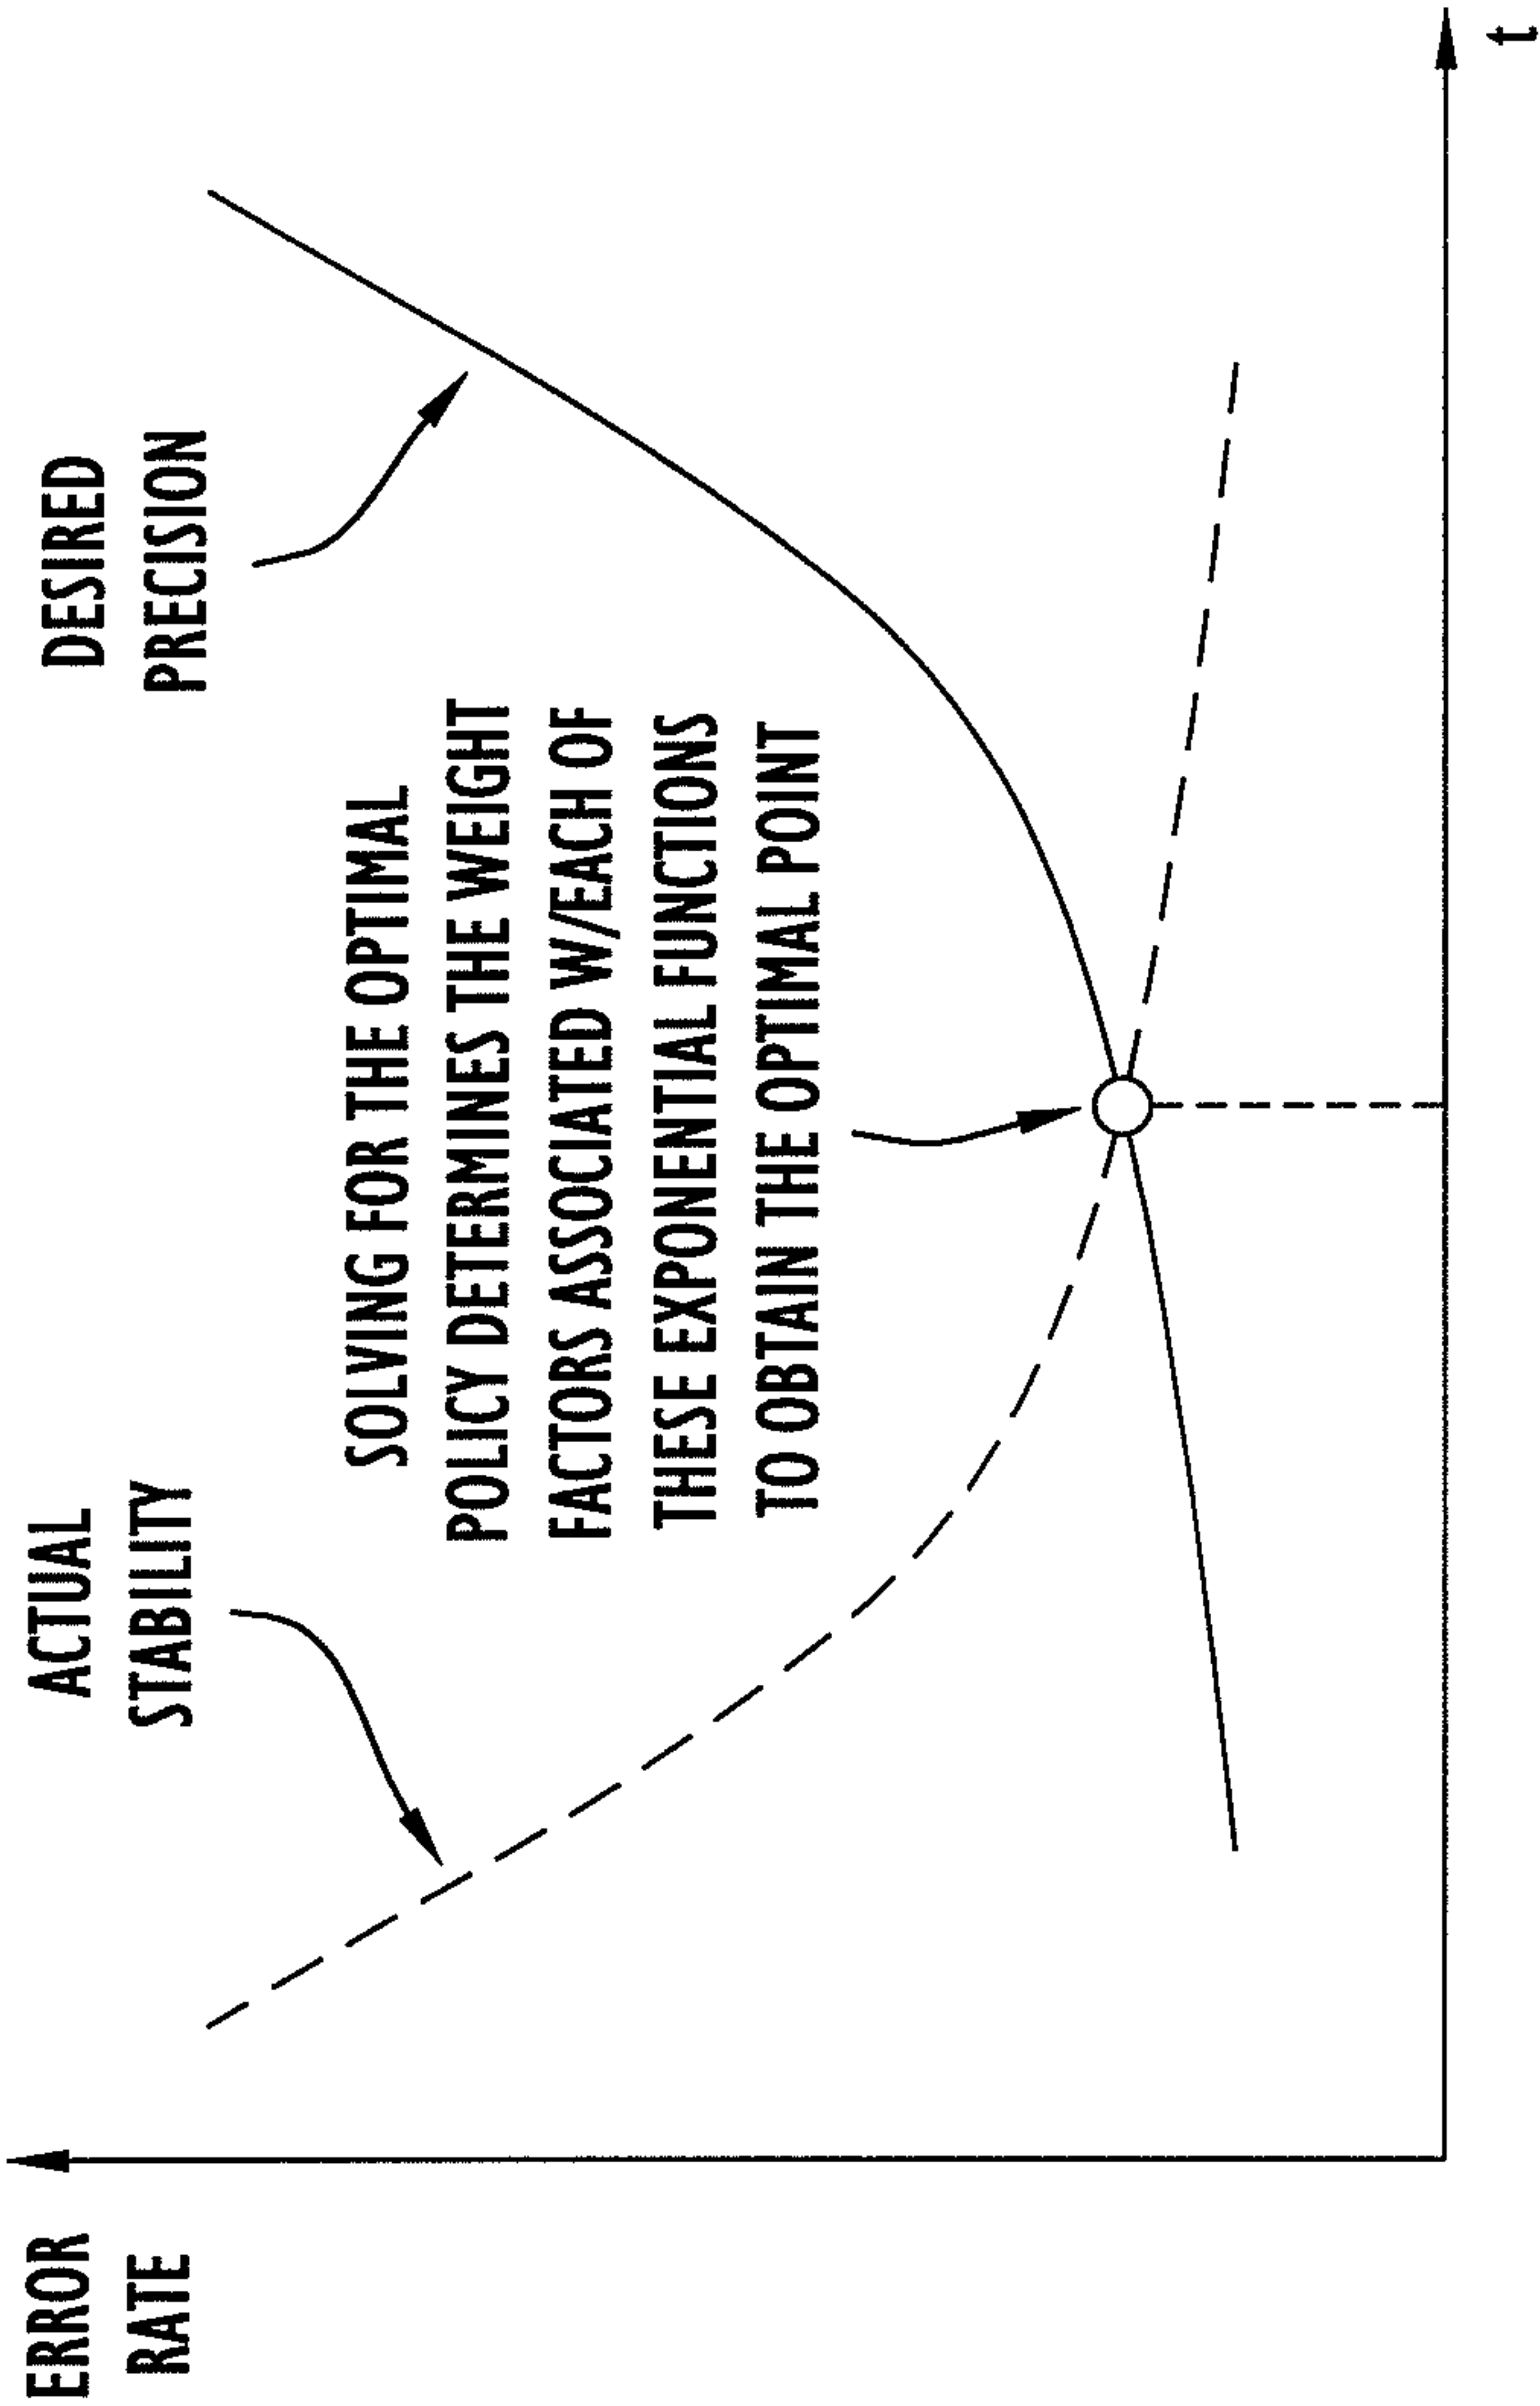 ERROR
RATE
ACTUAL
STABILITY
DESIRED
PRECISION
SOLVING FOR THE OPTIMAL
POLICY DETERMINES THE WEIGHT
FACTORS ASSOCIATED W/EACH OF
THESE EXPONENTIAL FUNCTIONS
TO OBTAIN THE OPTIMAL POINT
t